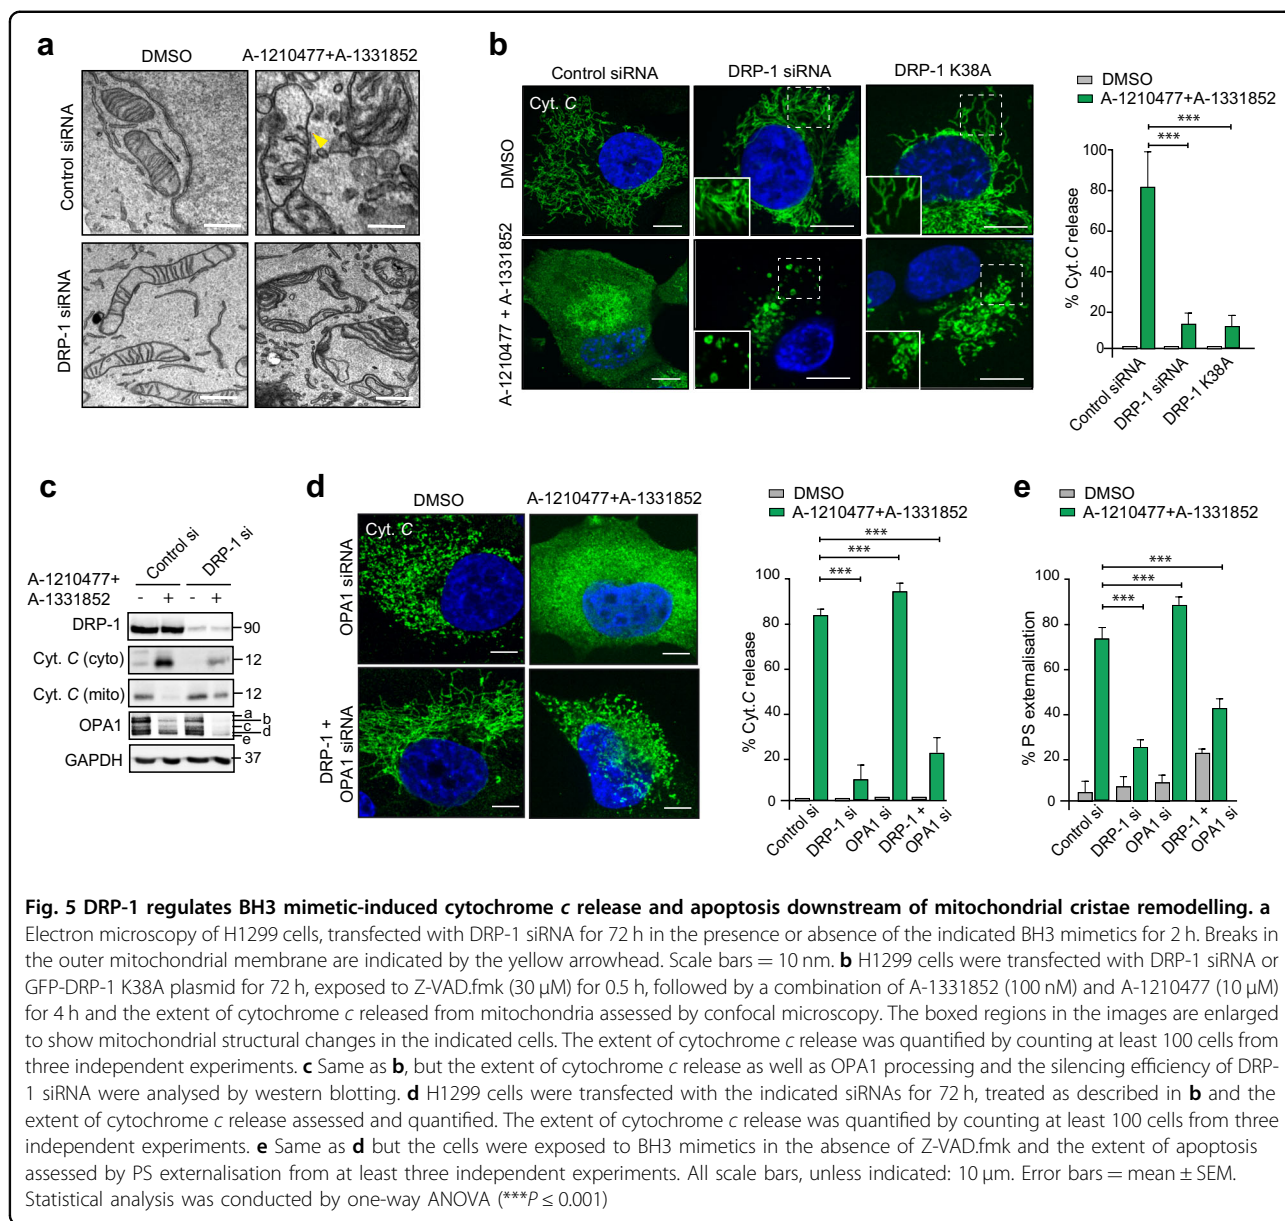 a
DMSO
A-1210477+A-1331852
Control siRNA
DRP-1 siRNA
b
Control siRNA
DRP-1 siRNA
DRP-1 K38A
Cyt. C
DMSO
A-1210477 + A-1331852
DMSO
A-1210477+A-1331852
***
***
% Cyt.C release
100
80
60
40
20
0
Control siRNA
DRP-1 siRNA
DRP-1 K38A
c
Control si
DRP-1 si
A-1210477+
A-1331852
- + - +
DRP-1
90
Cyt. C (cyto)
12
Cyt. C (mito)
12
OPA1
a
b
c
d
e
GAPDH
37
d
DMSO
A-1210477+A-1331852
Cyt. C
OPA1 siRNA
DRP-1 +
OPA1 siRNA
DMSO
A-1210477+A-1331852
***
***
***
% Cyt.C release
100
80
60
40
20
0
Control si
DRP-1 si
OPA1 si
DRP-1 +
OPA1 si
e
DMSO
A-1210477+A-1331852
***
***
***
% PS externalisation
100
80
60
40
20
0
Control si
DRP-1 si
OPA1 si
DRP-1 +
OPA1 si
Fig. 5 DRP-1 regulates BH3 mimetic-induced cytochrome c release and apoptosis downstream of mitochondrial cristae remodelling. a
Electron microscopy of H1299 cells, transfected with DRP-1 siRNA for 72 h in the presence or absence of the indicated BH3 mimetics for 2 h. Breaks in
the outer mitochondrial membrane are indicated by the yellow arrowhead. Scale bars = 10 nm. b H1299 cells were transfected with DRP-1 siRNA or
GFP-DRP-1 K38A plasmid for 72 h, exposed to Z-VAD.fmk (30 µM) for 0.5 h, followed by a combination of A-1331852 (100 nM) and A-1210477 (10 µM)
for 4 h and the extent of cytochrome c released from mitochondria assessed by confocal microscopy. The boxed regions in the images are enlarged
to show mitochondrial structural changes in the indicated cells. The extent of cytochrome c release was quantified by counting at least 100 cells from
three independent experiments. c Same as b, but the extent of cytochrome c release as well as OPA1 processing and the silencing efficiency of DRP-
1 siRNA were analysed by western blotting. d H1299 cells were transfected with the indicated siRNAs for 72 h, treated as described in b and the
extent of cytochrome c release assessed and quantified. The extent of cytochrome c release was quantified by counting at least 100 cells from three
independent experiments. e Same as d but the cells were exposed to BH3 mimetics in the absence of Z-VAD.fmk and the extent of apoptosis
assessed by PS externalisation from at least three independent experiments. All scale bars, unless indicated: 10 µm. Error bars = mean ± SEM.
Statistical analysis was conducted by one-way ANOVA (***P ≤ 0.001)